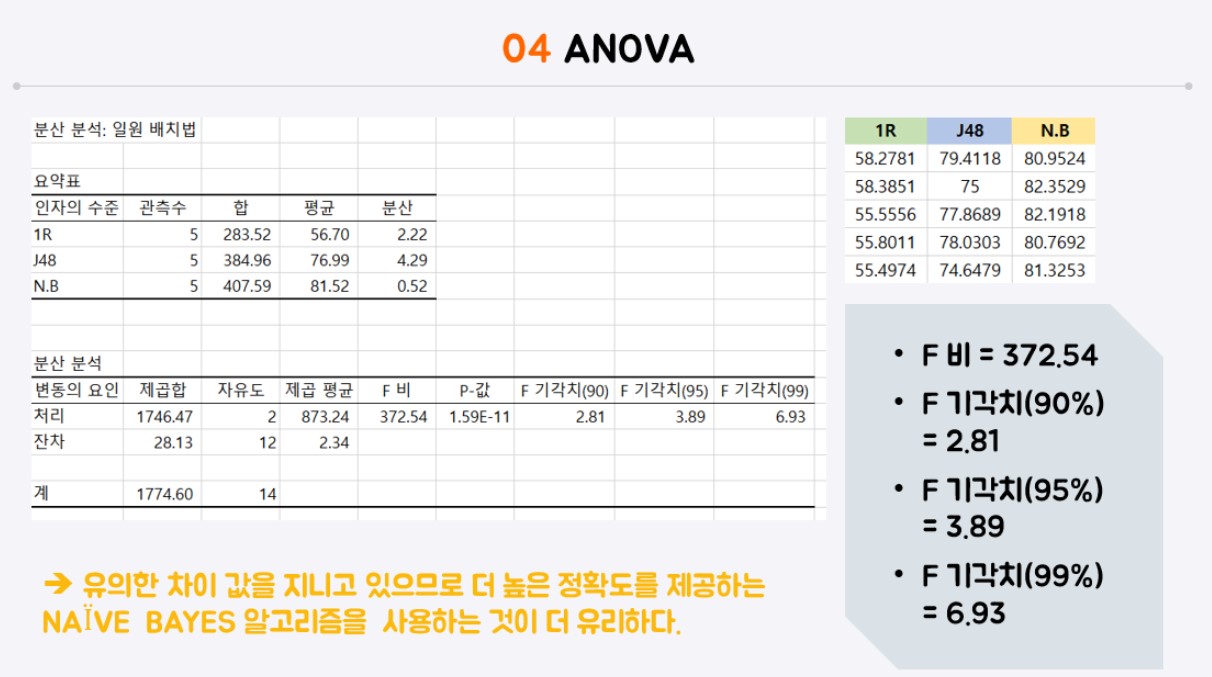 04 ANOVA
분산 분석: 일원 배치법
요약표
인자의 수준 관측수 합 평균 분산
1R 5 283.52 56.70 2.22
J48 5 384.96 76.99 4.29
N.B 5 407.59 81.52 0.52
분산 분석
변동의 요인 제곱합 자유도 제곱 평균 F 비 P-값 F 기각치(90) F 기각치(95) F 기각치(99)
처리 1746.47 2 873.24 372.54 1.59E-11 2.81 3.89 6.93
잔차 28.13 12 2.34
계 1774.60 14
1R J48 N.B
58.2781 79.4118 80.9524
58.3851 75 82.3529
55.5556 77.8689 82.1918
55.8011 78.0303 80.7692
55.4974 74.6479 81.3253
• F 비 = 372.54
• F 기각치(90%)
= 2.81
• F 기각치(95%)
= 3.89
• F 기각치(99%)
= 6.93
→ 유의한 차이 값을 지니고 있으므로 더 높은 정확도를 제공하는
NAÏVE BAYES 알고리즘을 사용하는 것이 더 유리하다.